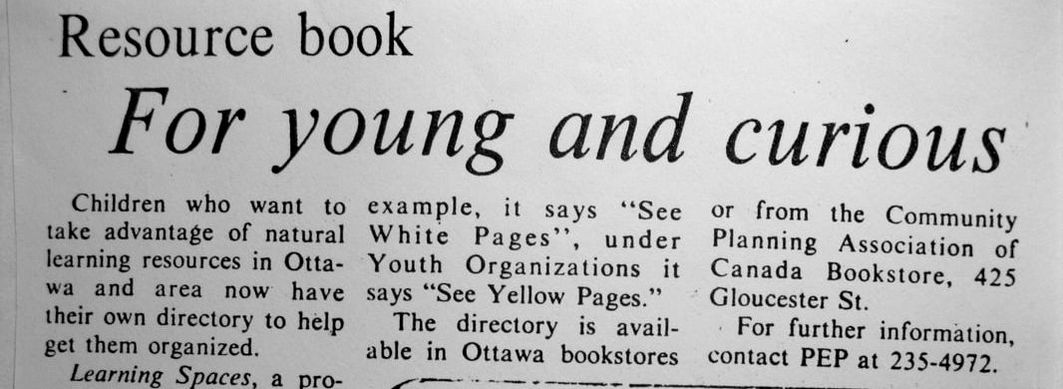 Resource book
For young and curious
Children who want to
take advantage of natural
learning resources in Otta-
wa and area now have
their own directory to help
get them organized.
Learning Spaces, a pro-
example, it says “See
White Pages”, under
Youth Organizations it
says “See Yellow Pages.”
The directory is avail-
able in Ottawa bookstores
or from the Community
Planning Association of
Canada Bookstore, 425
Gloucester St.
For further information,
contact PEP at 235-4972.